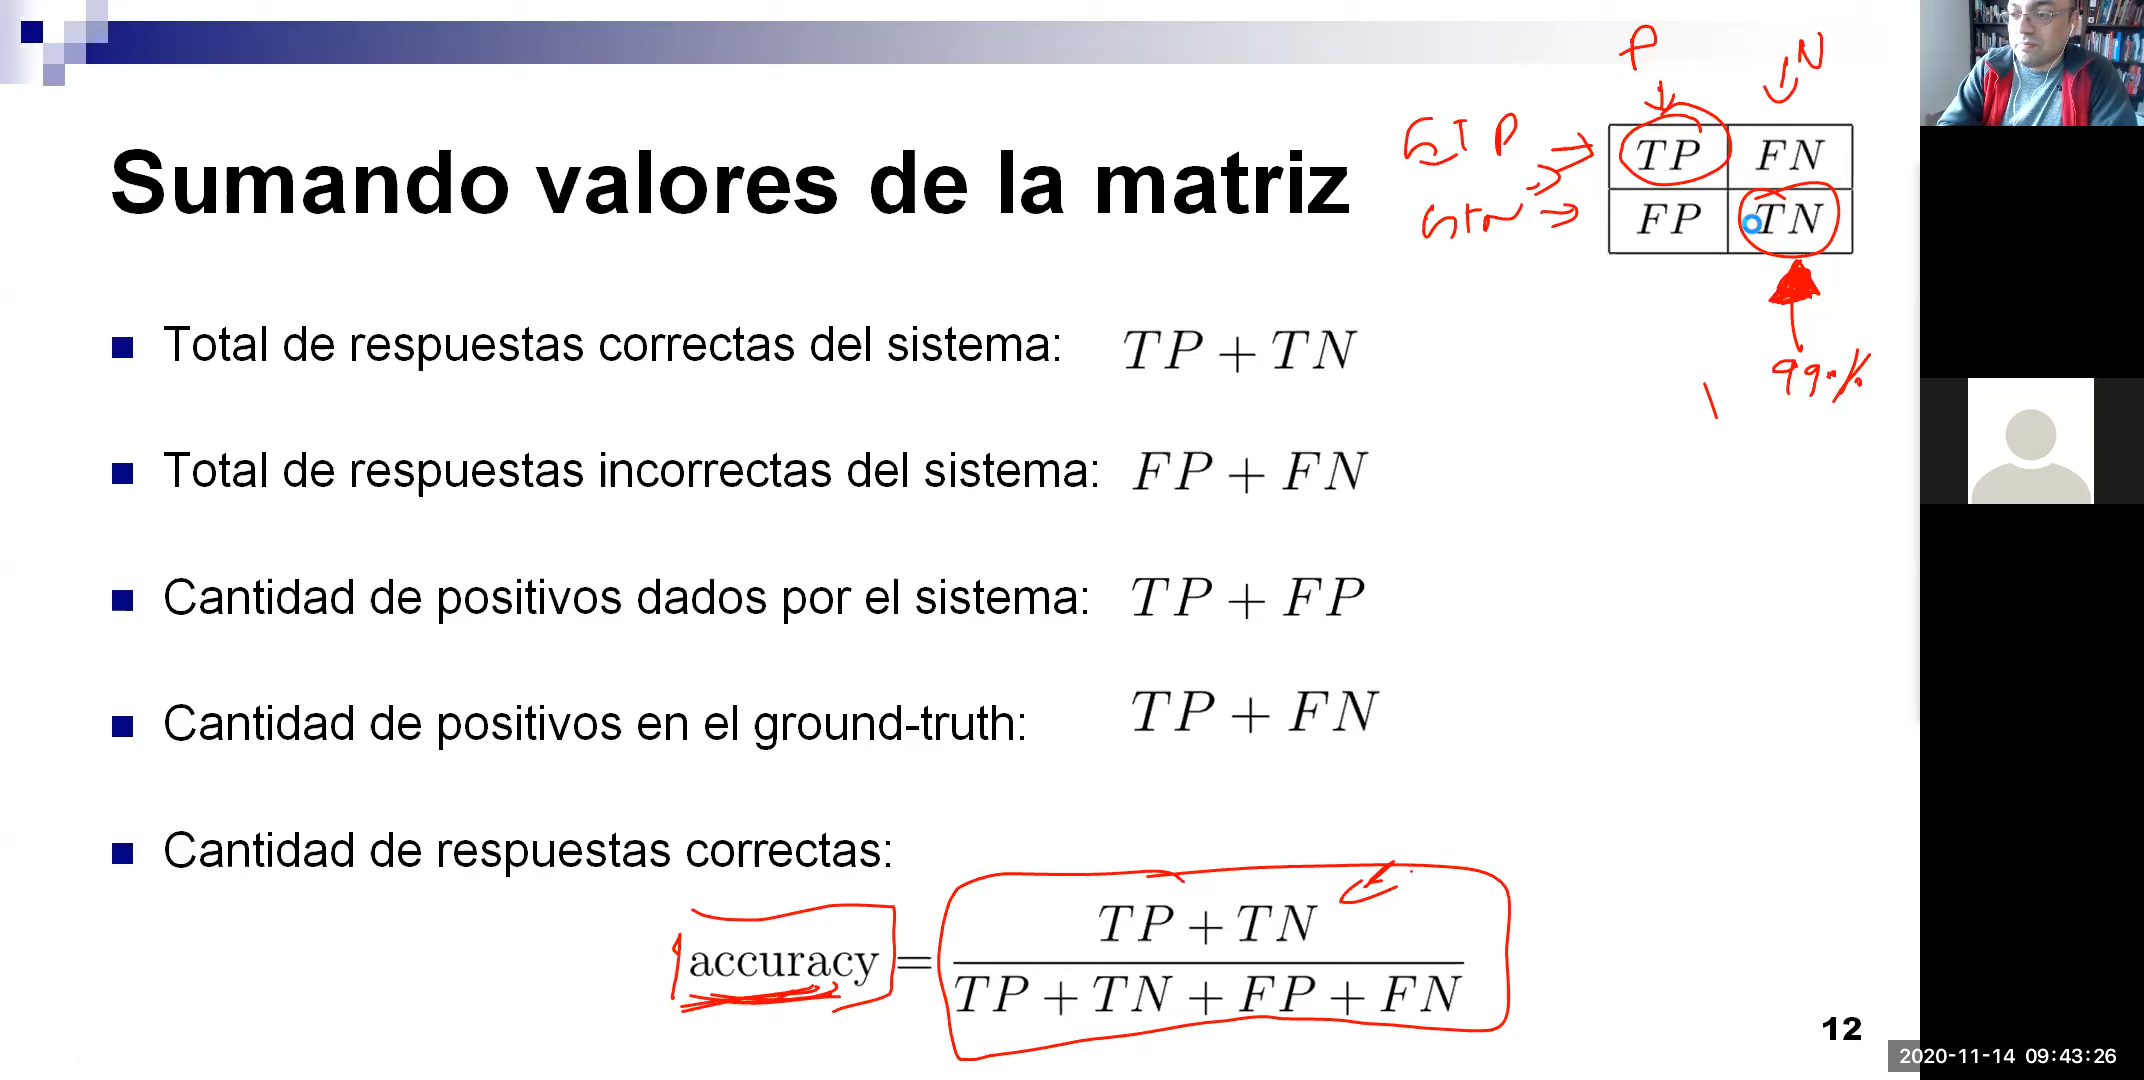 P
N
GT P
TP FN
Sumando valores de la matriz
GTN
FP TN
Total de respuestas correctas del sistema: TP + TN
99%
Total de respuestas incorrectas del sistema: FP + FN
Cantidad de positivos dados por el sistema: TP + FP
Cantidad de positivos en el ground-truth: TP + FN
Cantidad de respuestas correctas:
accuracy = TP + TN / TP + TN + FP + FN
12
2020-11-14 09:43:26